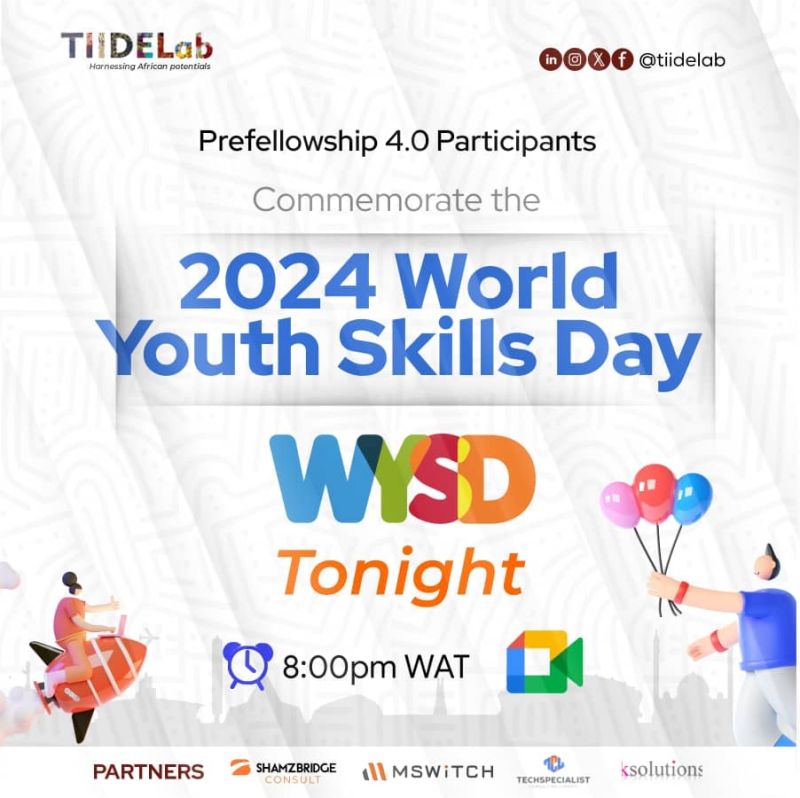 TIIDELab
Harnessing African potentials
@tiidelab
Prefellowship 4.0 Participants
Commemorate the
2024 World
Youth Skills Day
WYSD
Tonight
8:00pm WAT
PARTNERS
SHAMZBRIDGE
CONSULT
MSWITCH
TECHSPECIALIST
ksolutions